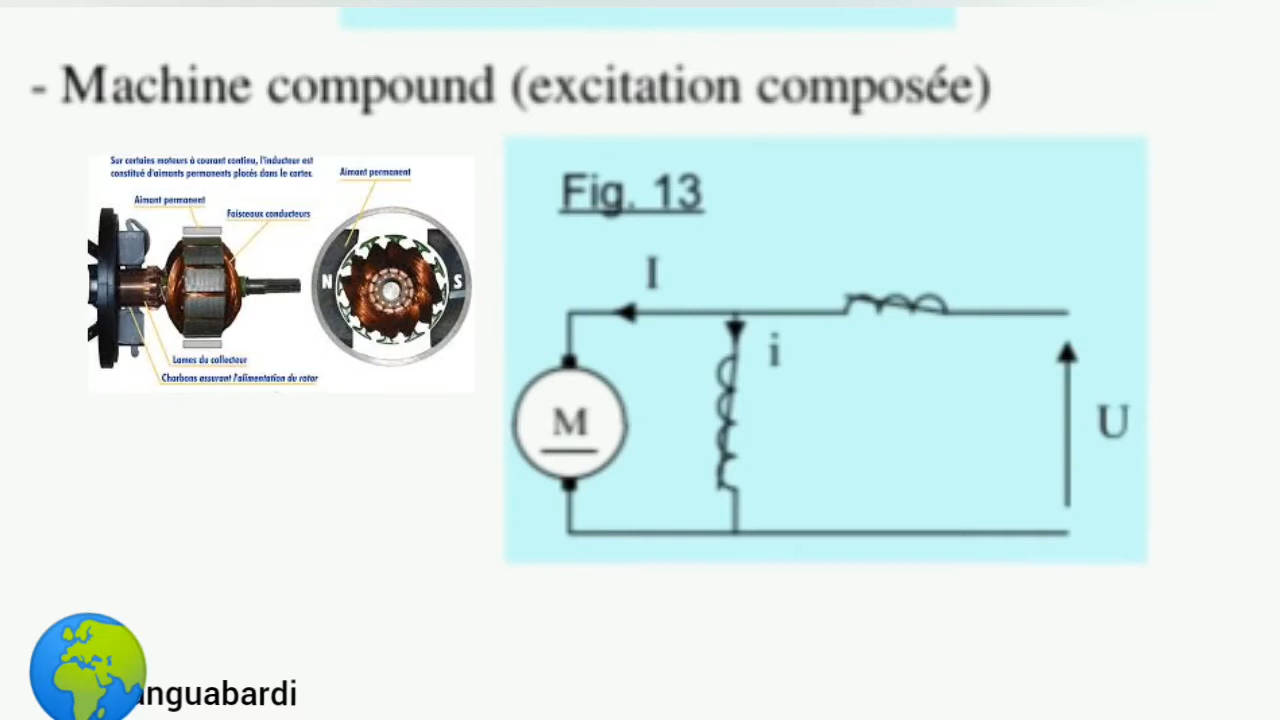 - Machine compound (excitation composée)
Sur certains moteurs à courant continu, l'inducteur est
constitué d'aimants permanents placés dans le carter.
Aimant permanent
Aimant permanent
Faisceaux conducteurs
N
S
Lames du collecteur
Charbons assurant l'alimentation du rotor
Fig. 13
I
i
M
U
anguabardi